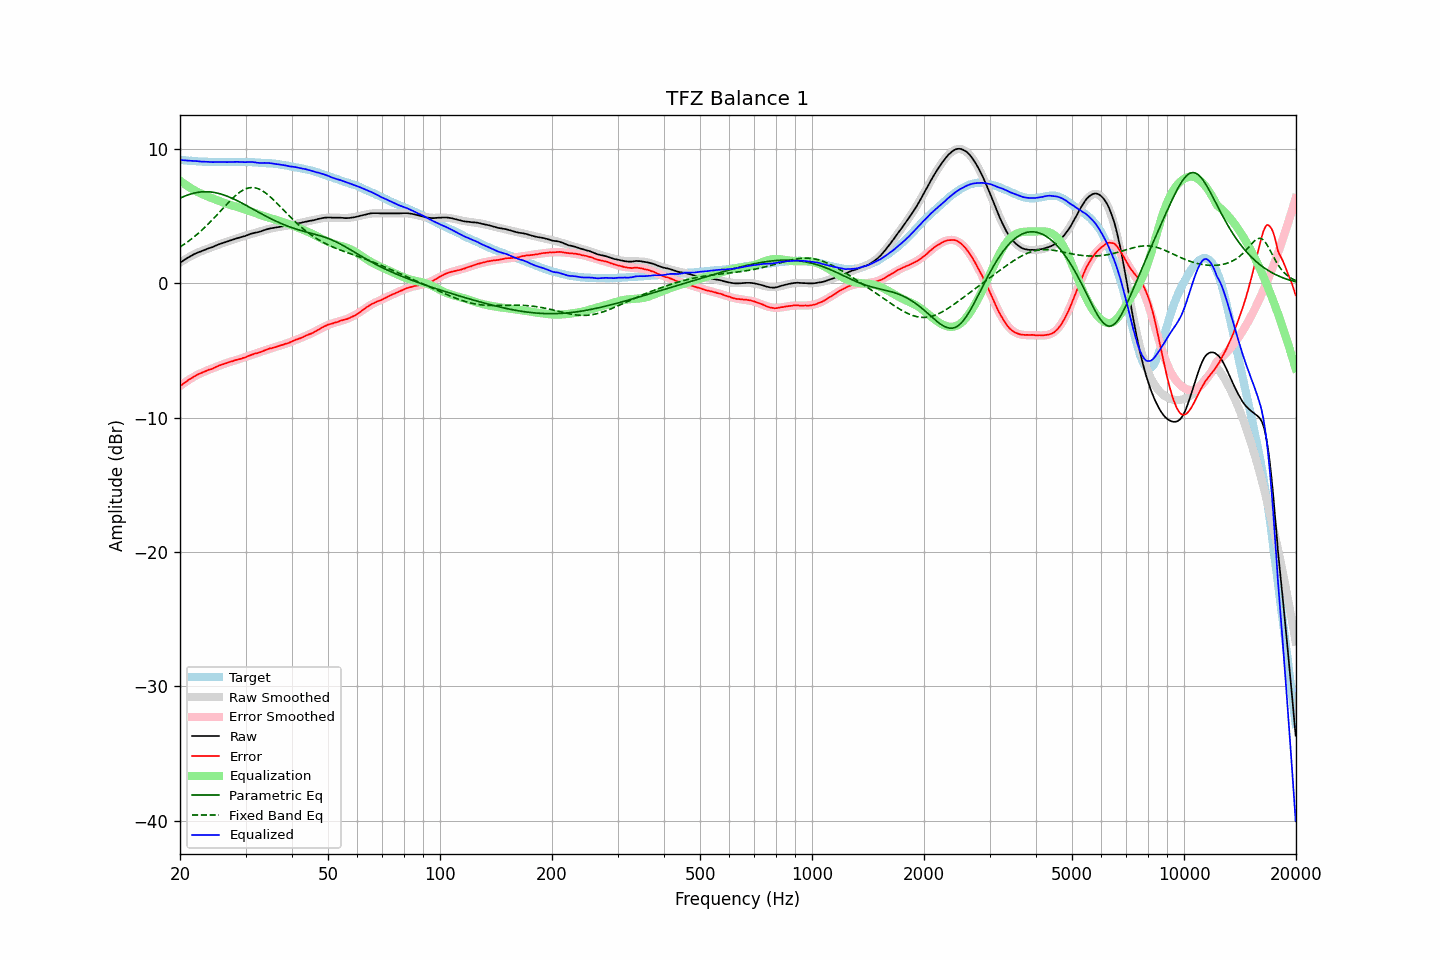 TFZ Balance 1
Amplitude (dBr)
10
0
−10
−20
−30
−40
Target
Raw Smoothed
Error Smoothed
Raw
Error
Equalization
Parametric Eq
Fixed Band Eq
Equalized
20 50 100 200 500 1000 2000 5000 10000 20000
Frequency (Hz)